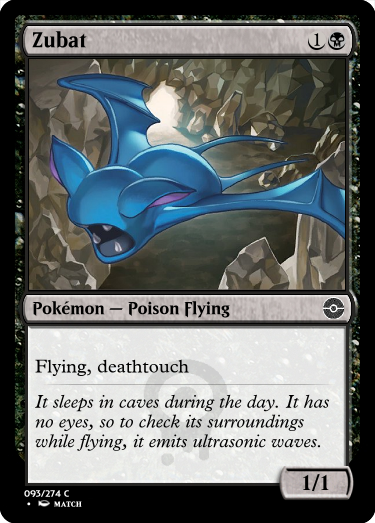 Zubat
1
Pokémon — Poison Flying
Flying, deathtouch
It sleeps in caves during the day. It has
no eyes, so to check its surroundings
while flying, it emits ultrasonic waves.
1/1
093/274 C
• MATCH